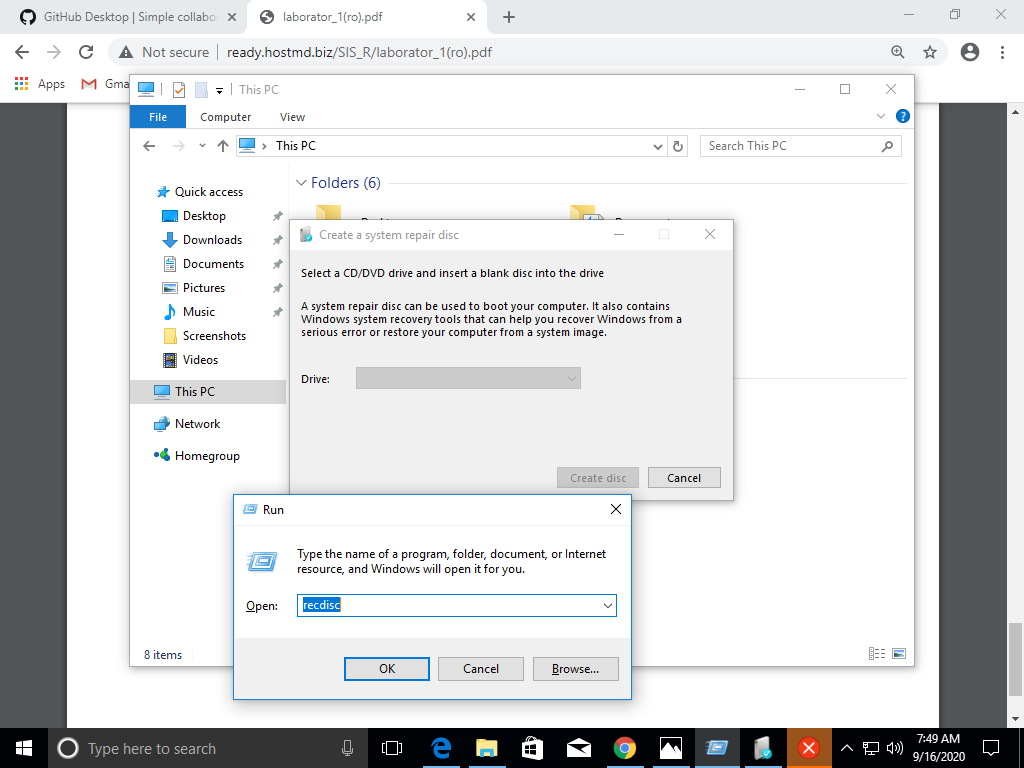 GitHub Desktop | Simple collabor
laborator_1(ro).pdf
Not secure
ready.hostmd.biz/SIS_R/laborator_1(ro).pdf
Apps
Gma
This PC
File
Computer
View
This PC
Search This PC
Quick access
Desktop
Downloads
Documents
Pictures
Music
Screenshots
Videos
This PC
Network
Homegroup
Folders (6)
Create a system repair disc
Select a CD/DVD drive and insert a blank disc into the drive
A system repair disc can be used to boot your computer. It also contains
Windows system recovery tools that can help you recover Windows from a
serious error or restore your computer from a system image.
Drive:
Create disc
Cancel
Run
Type the name of a program, folder, document, or Internet
resource, and Windows will open it for you.
Open:
recdisc
OK
Cancel
Browse...
8 items
Type here to search
7:49 AM
9/16/2020